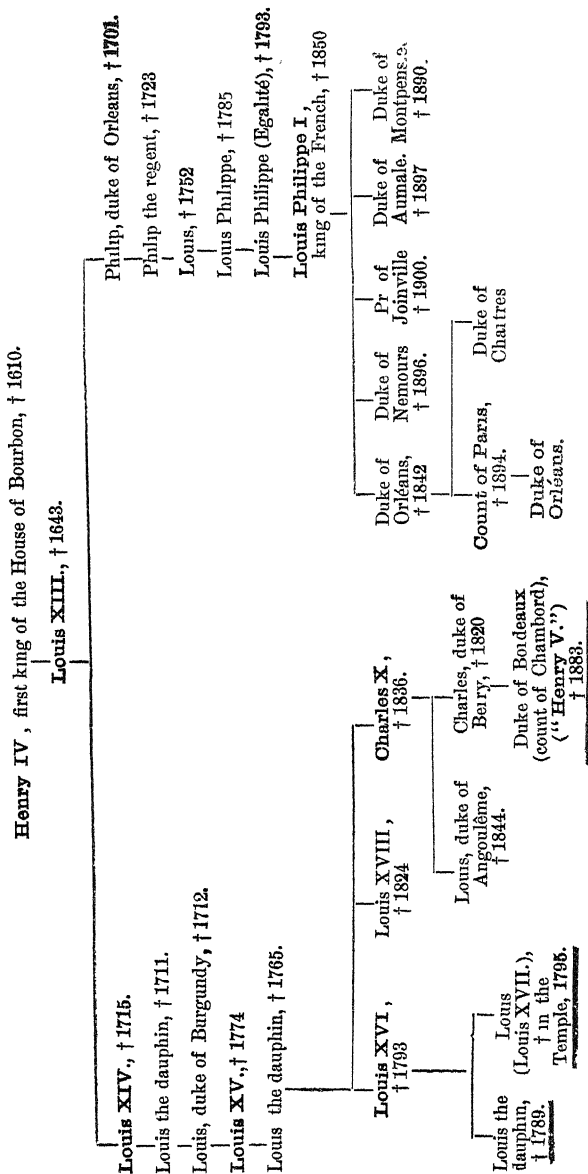 Henry IV, first king of the House of Bourbon, † 1610.
Louis XIII., † 1643.
Louis XIV., † 1715.
Louis the dauphin, † 1711.
Louis, duke of Burgundy, † 1712.
Louis XV., † 1774
Louis the dauphin, † 1765.
Louis XVI,
† 1793
Louis XVIII,
† 1824
Charles X,
† 1836.
Louis the
dauphin,
† 1789.
Louis
(Louis XVII.),
† in the
Temple, 1795.
Louis, duke of
Angoulême,
† 1844.
Charles, duke of
Berry, † 1820
Duke of Bordeaux
(count of Chambord),
("Henry V.")
† 1883.
Philip, duke of Orleans, † 1701.
Philip the regent, † 1723
Louis, † 1752
Louis Philippe, † 1785
Louis Philippe (Egalité), † 1793.
Louis Philippe I,
king of the French, † 1850
Duke of
Orléans,
† 1842
Duke of
Nemours
† 1896.
Pr of
Joinville
† 1900.
Duke of
Aumale.
† 1897
Duke of
Montpens.e.
† 1890.
Count of Paris,
† 1894.
Duke of
Chartres
Duke of
Orléans.